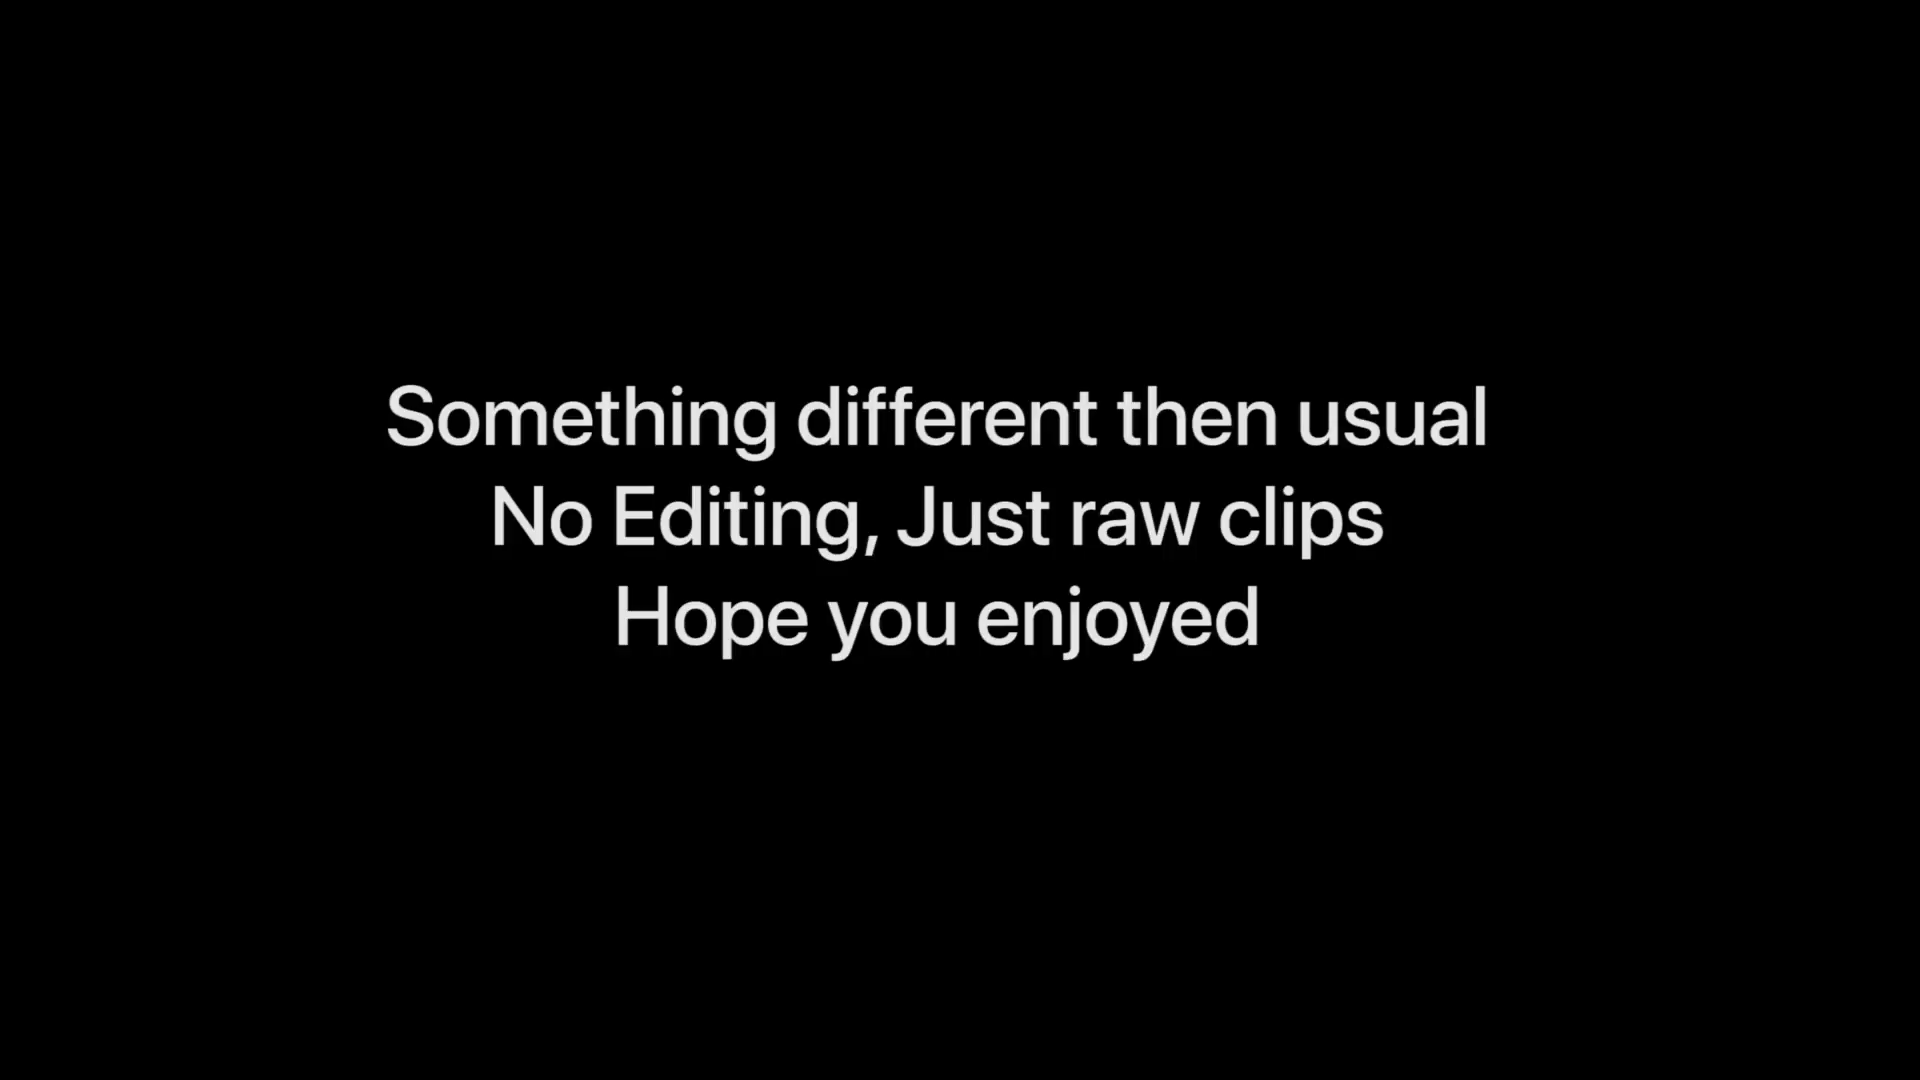 Something different then usual
No Editing, Just raw clips
Hope you enjoyed